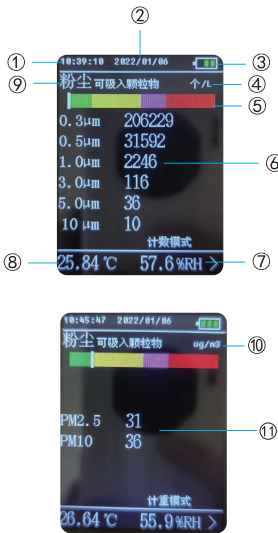 ②
① 10:39:10 2022/01/06 ③
⑨ 粉尘 可吸入颗粒物 个/L ④
⑤
0.3μm 206229
0.5μm 31592
1.0μm 2246 ⑥
3.0μm 116
5.0μm 36
10μm 10
计数模式
⑧ 25.84℃ 57.6%RH > ⑦
10:45:47 2022/01/06
粉尘 可吸入颗粒物 ug/m3 ⑩
PM2.5 31
PM10 36 ⑪
计重模式
26.64℃ 55.9%RH >